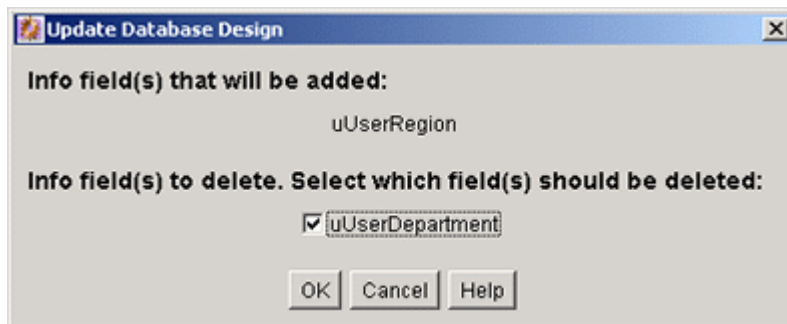 Update Database Design
Info field(s) that will be added:
uUserRegion
Info field(s) to delete. Select which field(s) should be deleted:
uUserDepartment
OK Cancel Help